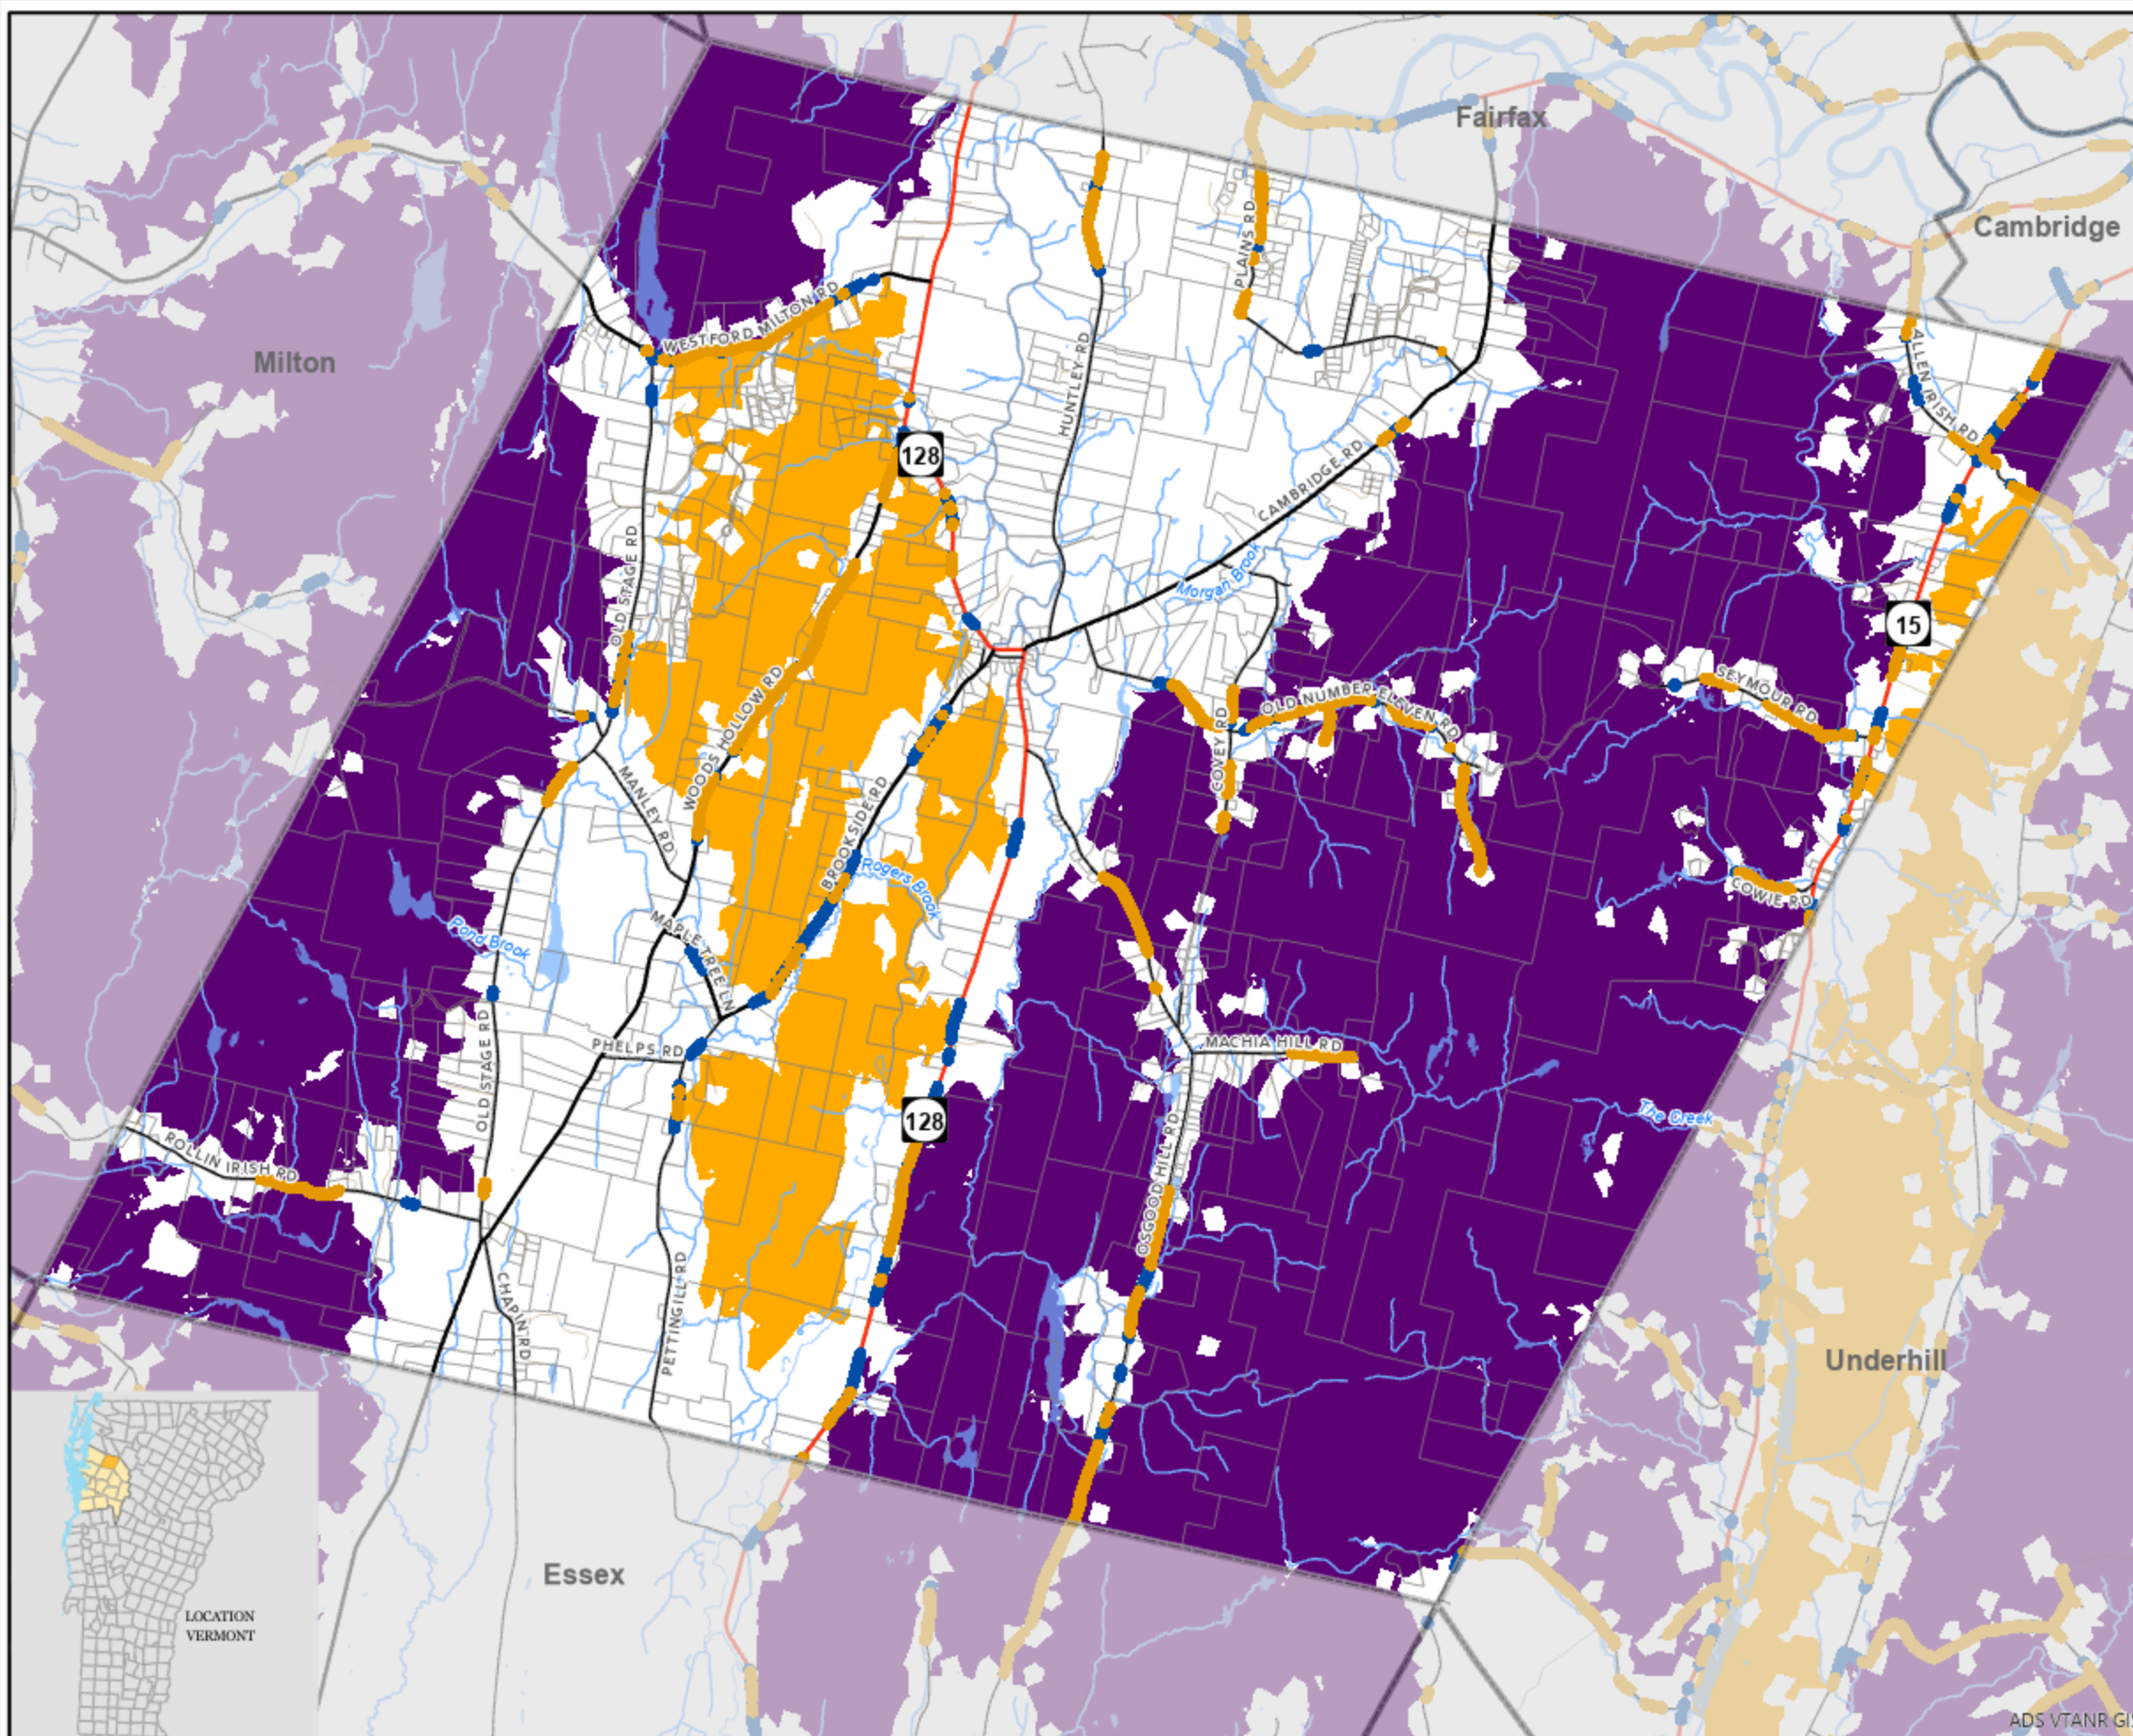 Fairfax
Cambridge
PLAINS RD
WESTFORD MILTON RD
Milton
ALLEN IRISH RD
HUNTLEY RD
128
CAMBRIDGE RD
OLD STAGE RD
Morgan Brook
15
SEYMOUR RD
OLD NUMBER ELEVEN RD
WOODS HOLLOW RD
COVEY RD
MANLEY RD
BROOKSIDE RD
Rogers Brook
COWIE RD
MAPLE TREE LN
Pond Brook
PHELPS RD
MACHIA HILL RD
OLD STAGE RD
128
The Creek
ROLLIN IRISH RD
OSGOOD HILL RD
CHAPIN RD
PETTINGILL RD
Underhill
Essex
LOCATION
VERMONT
ADS VTANR GIS